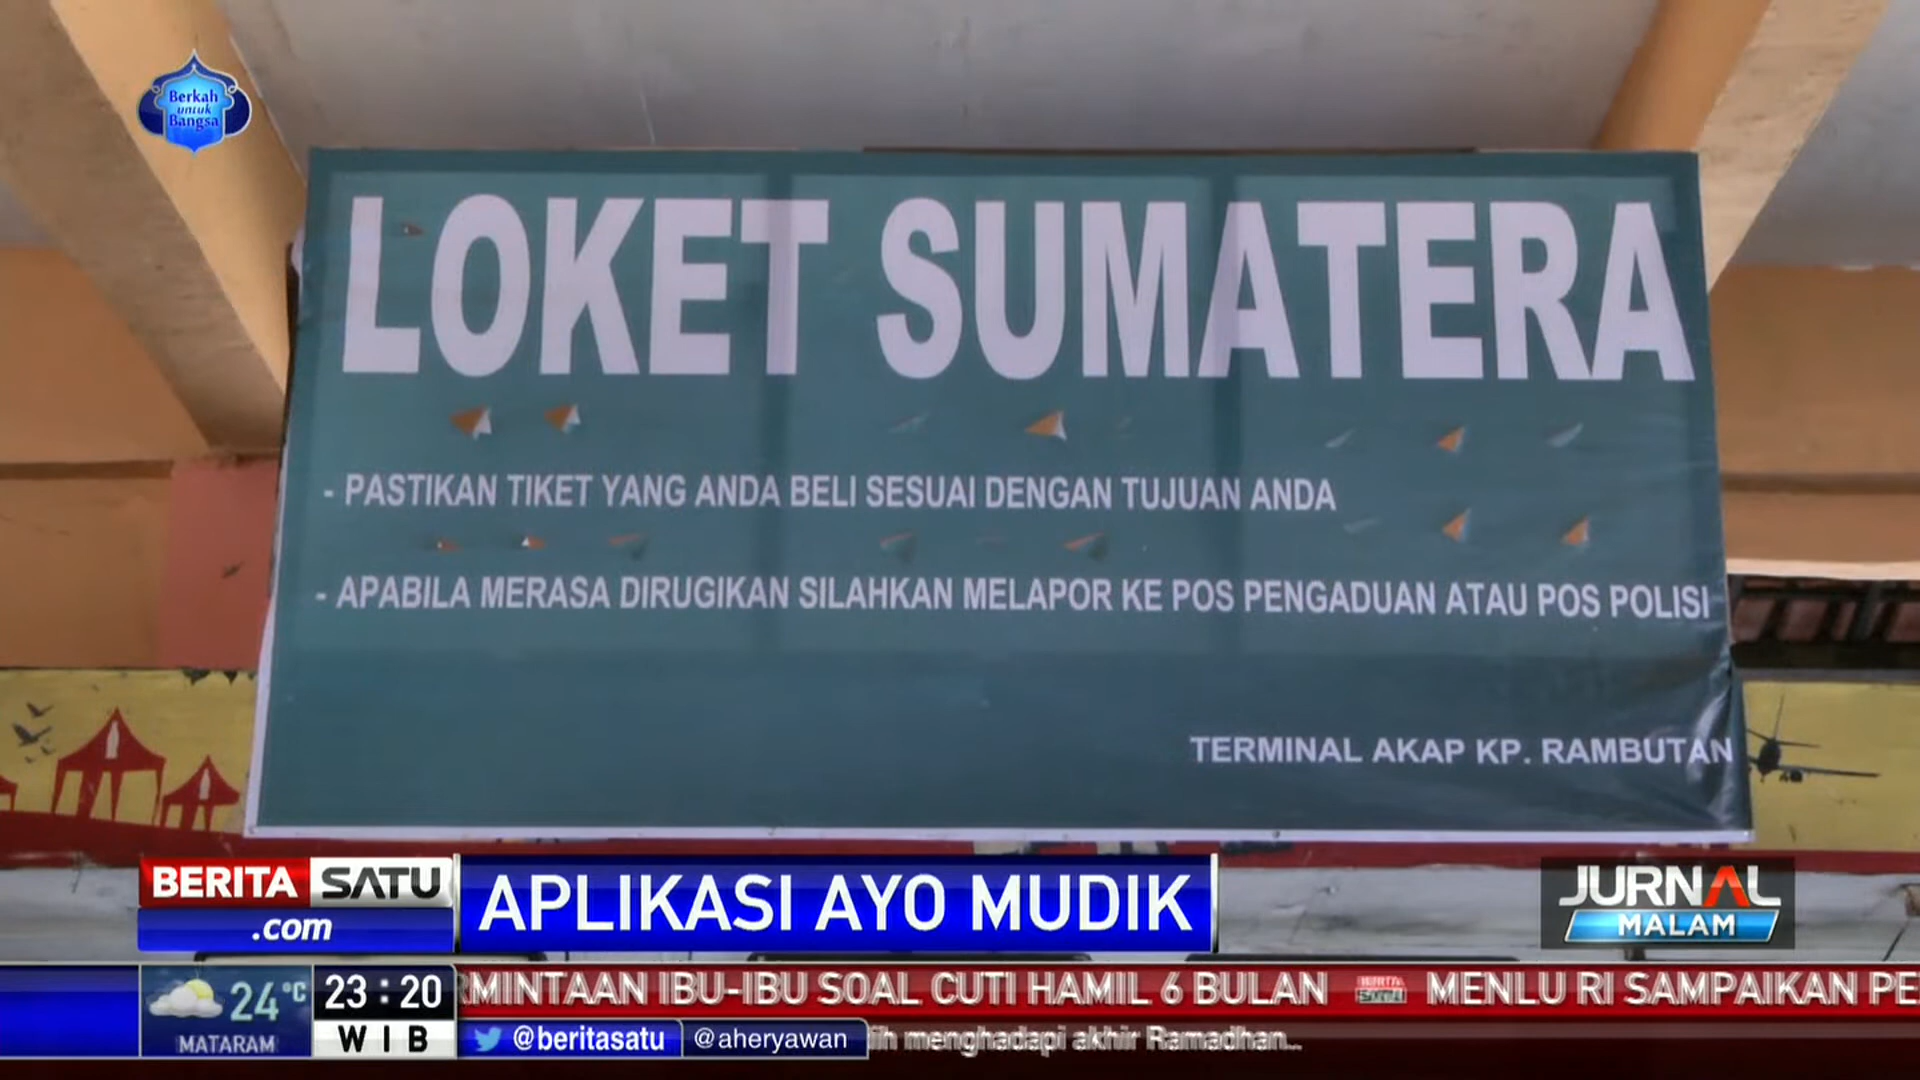 Berkah
untuk
Bangsa
LOKET SUMATERA
- PASTIKAN TIKET YANG ANDA BELI SESUAI DENGAN TUJUAN ANDA
- APABILA MERASA DIRUGIKAN SILAHKAN MELAPOR KE POS PENGADUAN ATAU POS POLISI
TERMINAL AKAP KP. RAMBUTAN
BERITA SATU
.com
APLIKASI AYO MUDIK
JURNAL
MALAM
24°C
MATARAM
23:20
WIB
RMINTAAN IBU-IBU SOAL CUTI HAMIL 6 BULAN BERITA SATU MENLU RI SAMPAIKAN PE
@beritasatu @aheryawan menghadapi akhir Ramadhan...